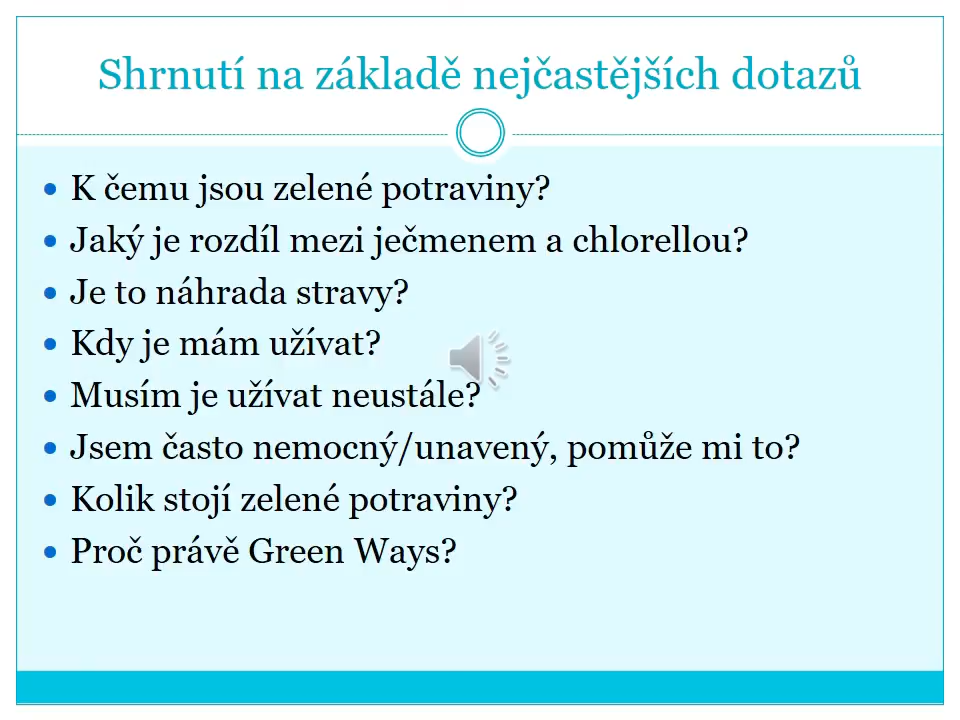 Shrnutí na základě nejčastějších dotazů
K čemu jsou zelené potraviny?
Jaký je rozdíl mezi ječmenem a chlorellou?
Je to náhrada stravy?
Kdy je mám užívat?
Musím je užívat neustále?
Jsem často nemocný/unavený, pomůže mi to?
Kolik stojí zelené potraviny?
Proč právě Green Ways?